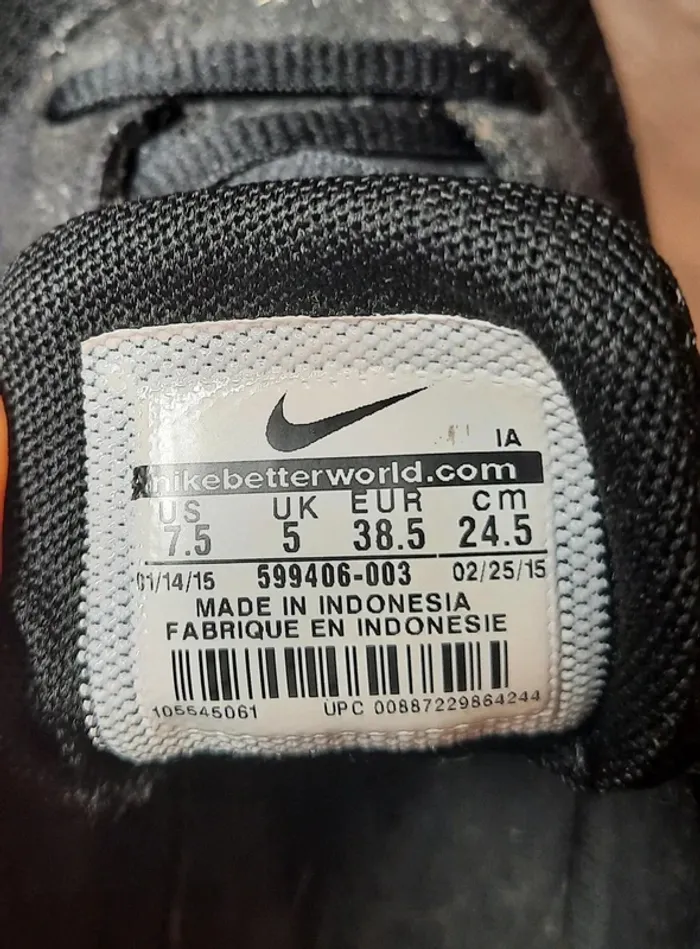 IA
nikebetterworld.com
US UK EUR cm
7.5 5 38.5 24.5
01/14/15 599406-003 02/25/15
MADE IN INDONESIA
FABRIQUE EN INDONESIE
105545061 UPC 00887229864244